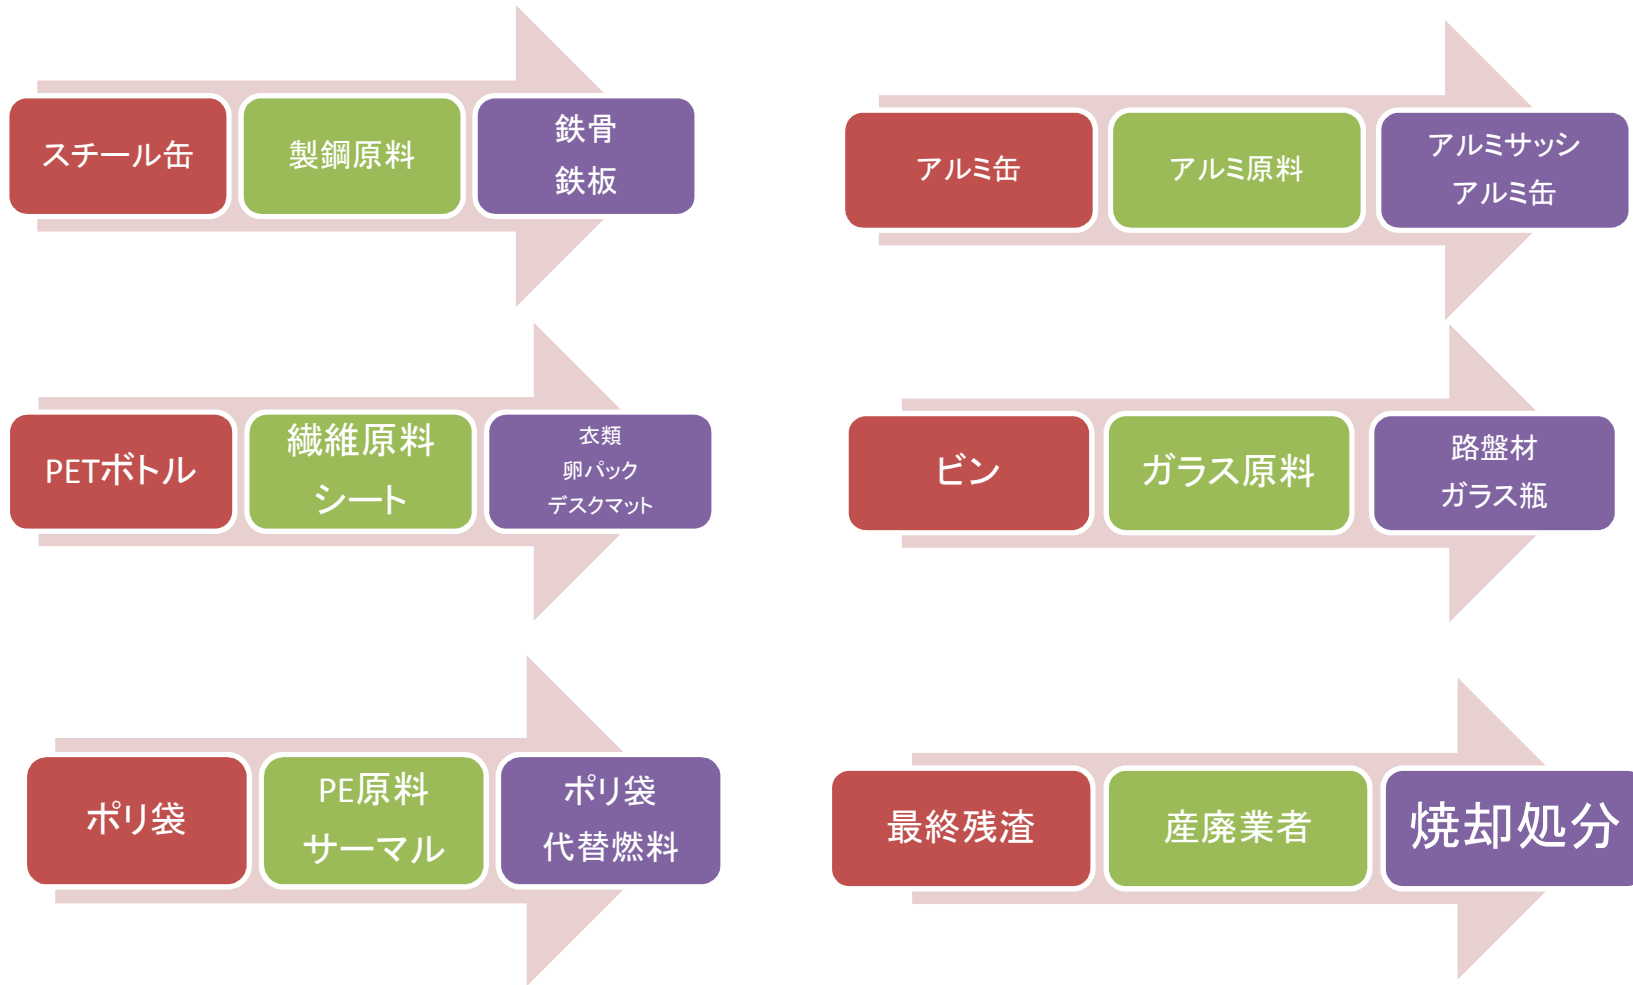 スチール缶
製鋼原料
鉄骨
鉄板
アルミ缶
アルミ原料
アルミサッシ
アルミ缶
PETボトル
繊維原料
シート
衣類
卵パック
デスクマット
ビン
ガラス原料
路盤材
ガラス瓶
ポリ袋
PE原料
サーマル
ポリ袋
代替燃料
最終残渣
産廃業者
焼却処分